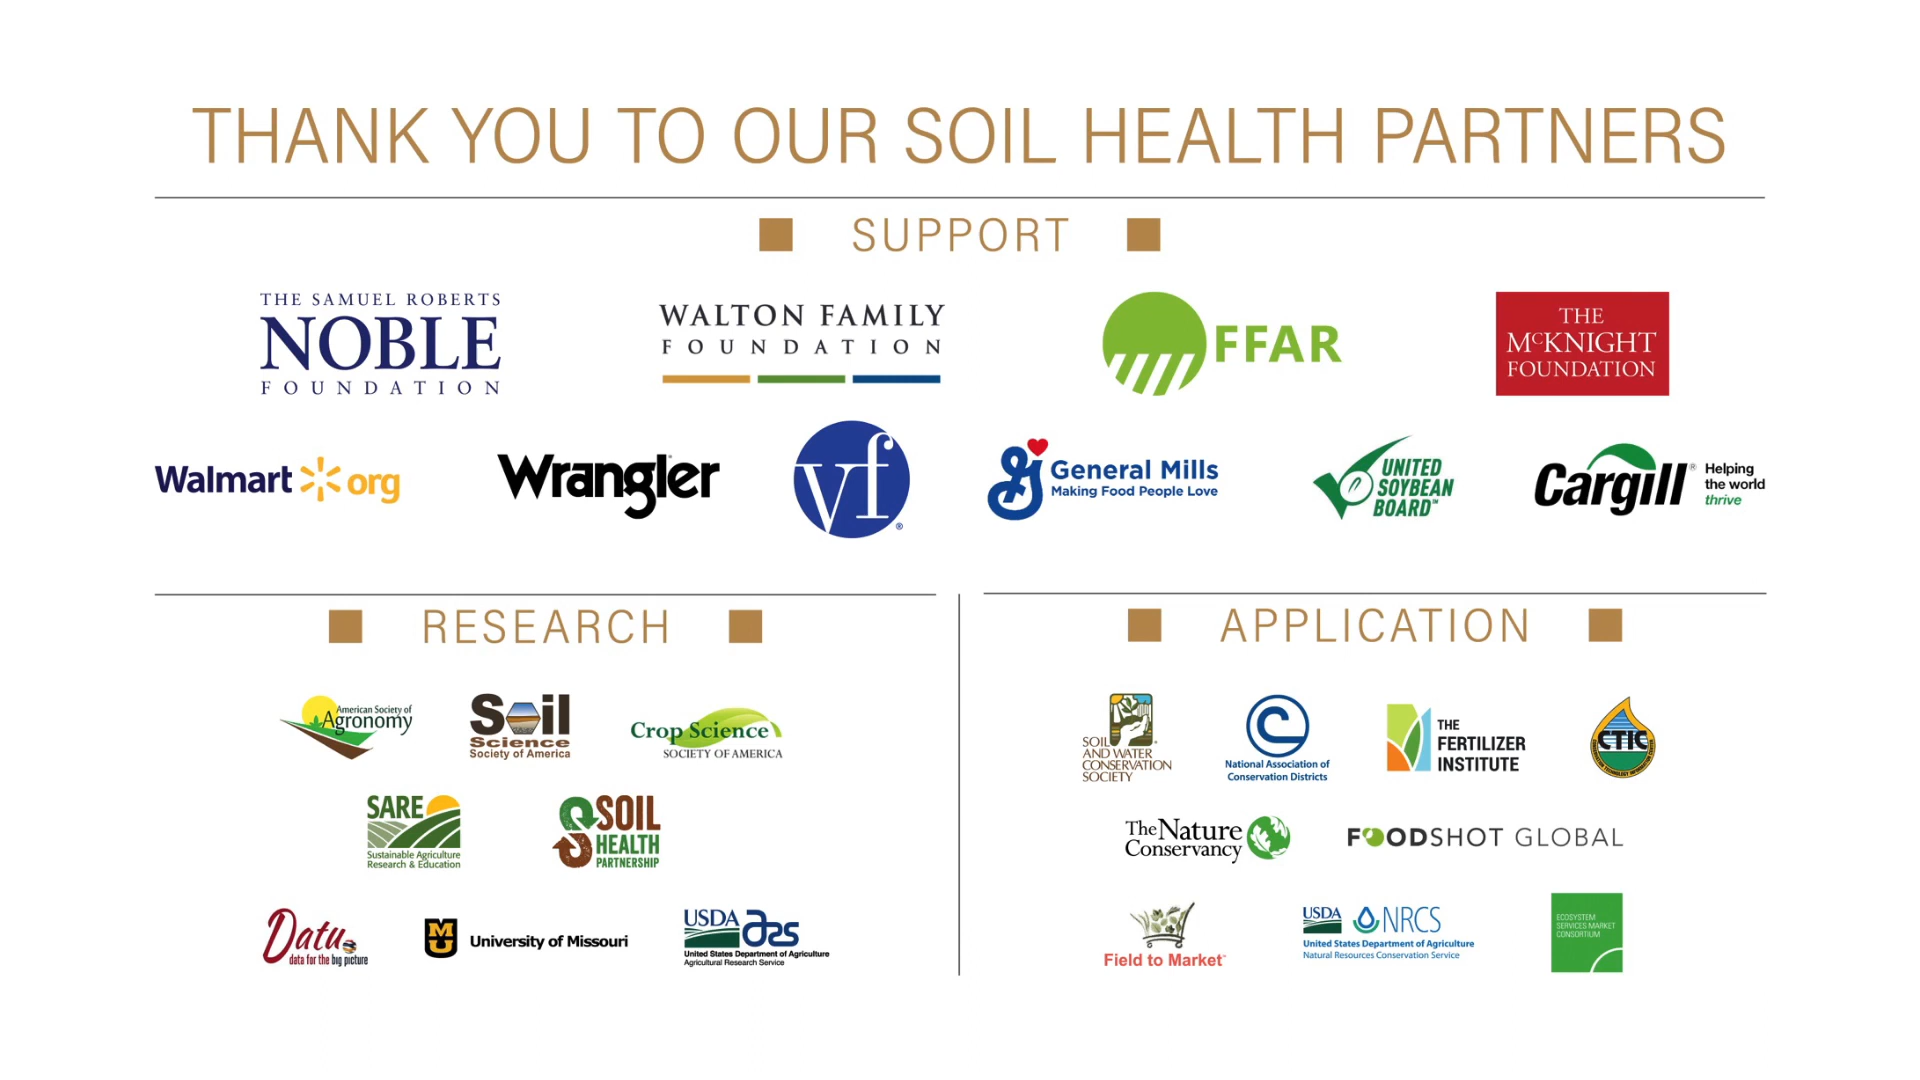 THANK YOU TO OUR SOIL HEALTH PARTNERS
SUPPORT
THE SAMUEL ROBERTS
NOBLE
FOUNDATION
WALTON FAMILY
FOUNDATION
FFAR
THE
McKNIGHT
FOUNDATION
Walmart org
Wrangler
vf
®
General Mills
Making Food People Love
UNITED
SOYBEAN
BOARD™
Cargill®
Helping
the world
thrive
RESEARCH
American Society of
Agronomy
Soil
Science
Society of America
Crop Science
SOCIETY OF AMERICA
SARE
Sustainable Agriculture
Research & Education
SOIL
HEALTH
PARTNERSHIP
Datu
data for the big picture
MU
University of Missouri
USDA ars
United States Department of Agriculture
Agricultural Research Service
APPLICATION
SOIL
AND WATER
CONSERVATION
SOCIETY
National Association of
Conservation Districts
THE
FERTILIZER
INSTITUTE
CTIC
The Nature
Conservancy
FOODSHOT GLOBAL
Field to Market
USDA NRCS
United States Department of Agriculture
Natural Resources Conservation Service
ECOSYSTEM
SERVICES MARKET
CONSORTIUM